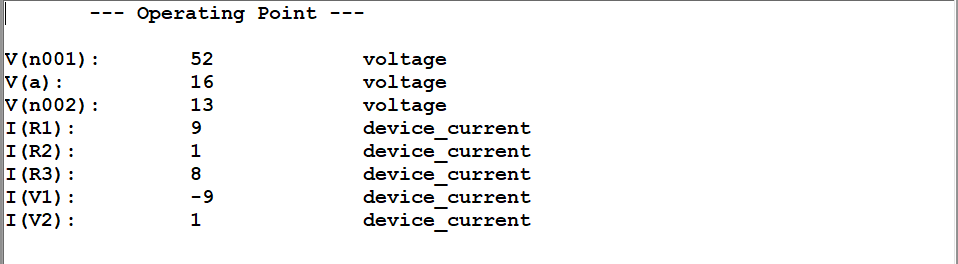 --- Operating Point ---
V(n001): 52 voltage
V(a): 16 voltage
V(n002): 13 voltage
I(R1): 9 device_current
I(R2): 1 device_current
I(R3): 8 device_current
I(V1): -9 device_current
I(V2): 1 device_current